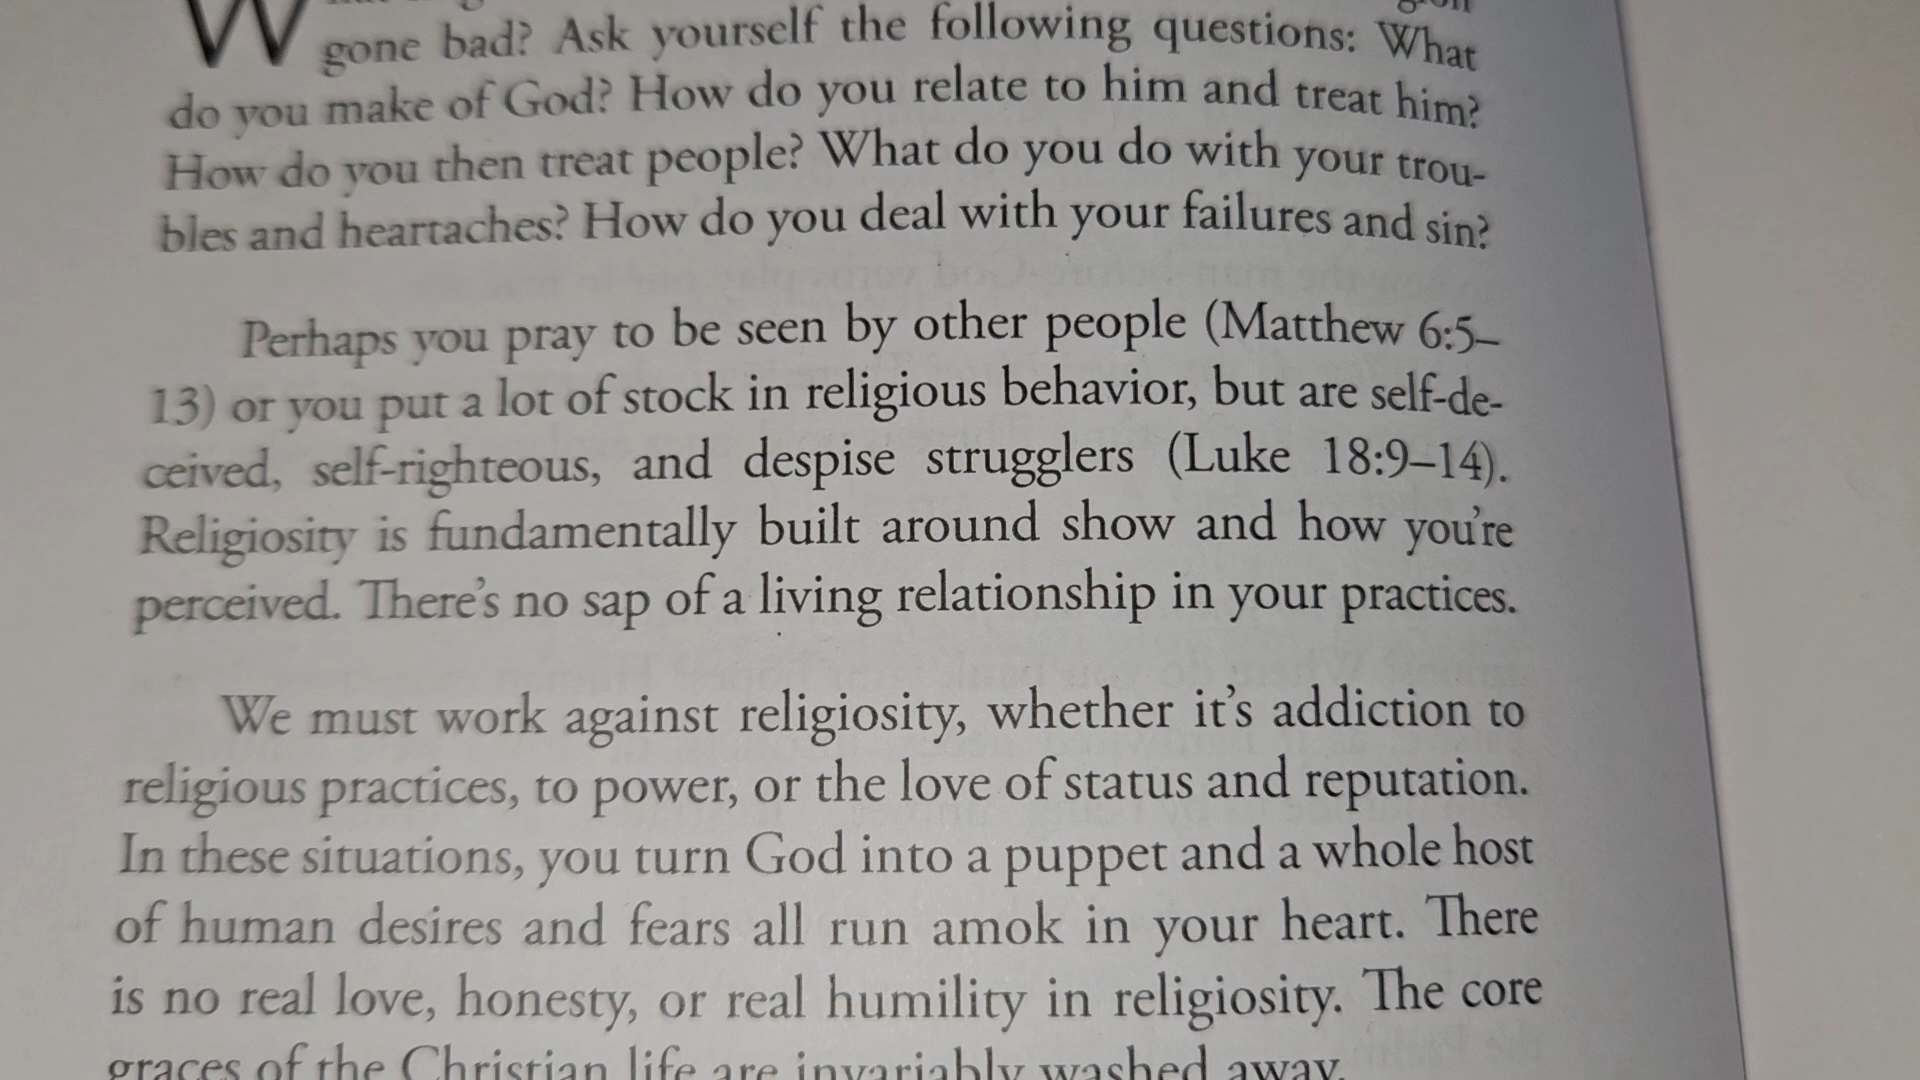 W gone bad? Ask yourself the following questions: What
do you make of God? How do you relate to him and treat him?
How do you then treat people? What do you do with your trou-
bles and heartaches? How do you deal with your failures and sin?
Perhaps you pray to be seen by other people (Matthew 6:5–
13) or you put a lot of stock in religious behavior, but are self-de-
ceived, self-righteous, and despise strugglers (Luke 18:9–14).
Religiosity is fundamentally built around show and how you're
perceived. There's no sap of a living relationship in your practices.
We must work against religiosity, whether it's addiction to
religious practices, to power, or the love of status and reputation.
In these situations, you turn God into a puppet and a whole host
of human desires and fears all run amok in your heart. There
is no real love, honesty, or real humility in religiosity. The core
graces of the Christian life are invariably washed away.